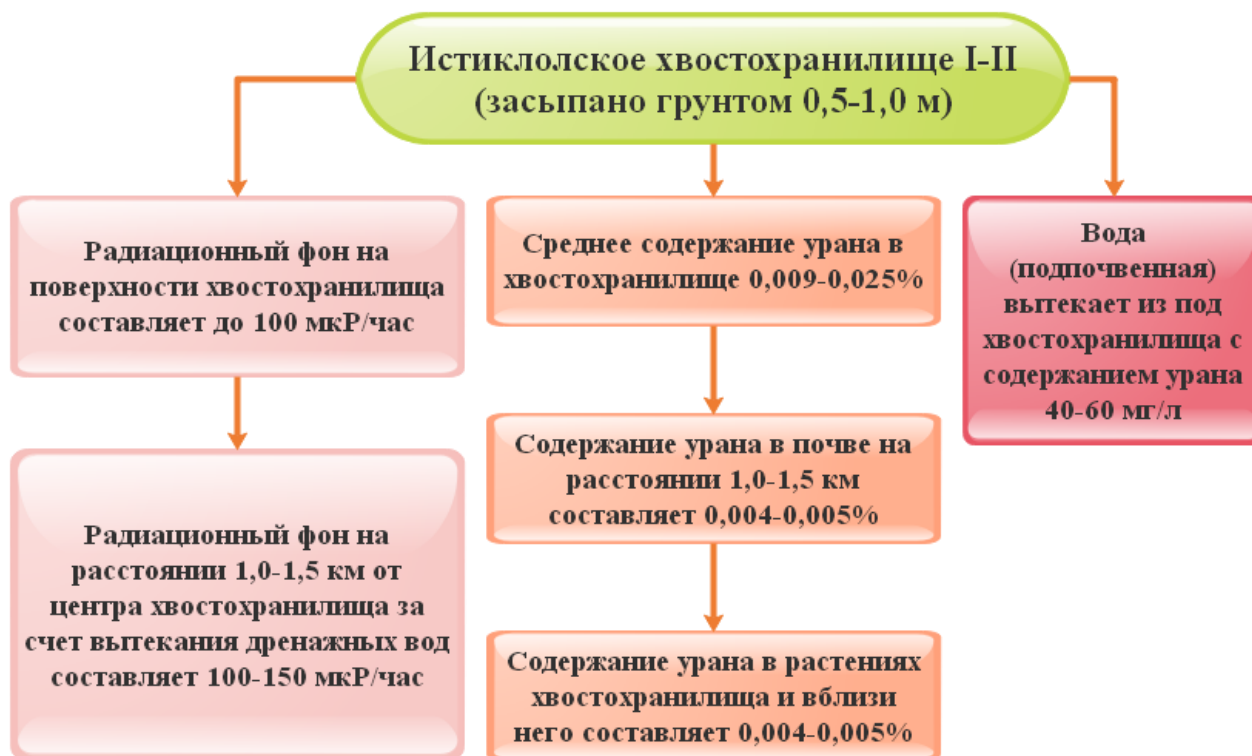 Истиклолское хвостохранилище I-II
(засыпано грунтом 0,5-1,0 м)
Радиационный фон на
поверхности хвостохранилища
составляет до 100 мкР/час
Радиационный фон на
расстоянии 1,0-1,5 км от
центра хвостохранилища за
счет вытекания дренажных вод
составляет 100-150 мкР/час
Среднее содержание урана в
хвостохранилище 0,009-0,025%
Содержание урана в почве на
расстоянии 1,0-1,5 км
составляет 0,004-0,005%
Содержание урана в растениях
хвостохранилища и вблизи
него составляет 0,004-0,005%
Вода
(подпочвенная)
вытекает из под
хвостохранилища с
содержанием урана
40-60 мг/л